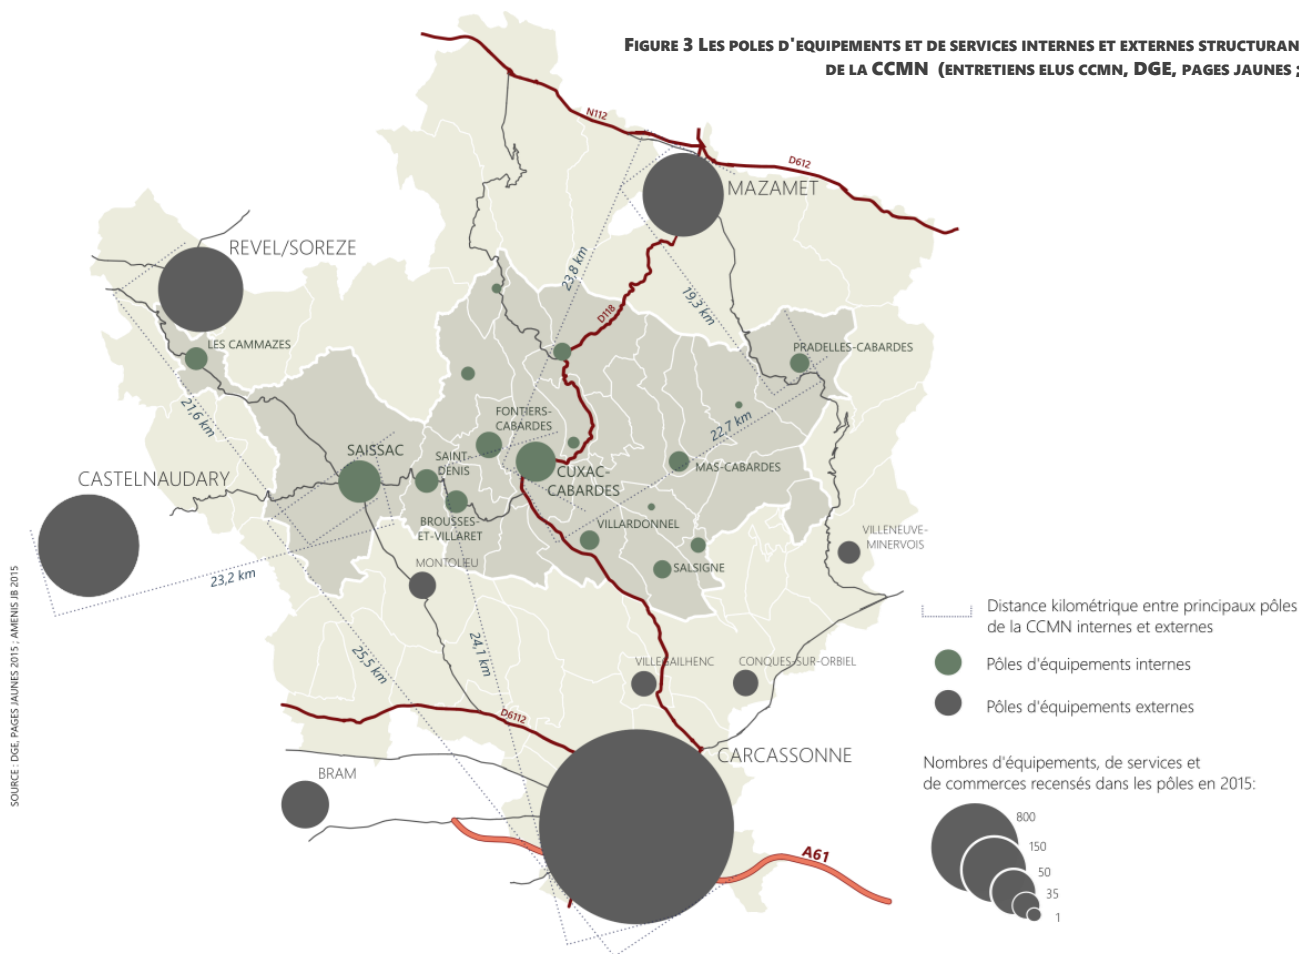 FIGURE 3 LES POLES D'EQUIPEMENTS ET DE SERVICES INTERNES ET EXTERNES STRUCTURAN
DE LA CCMN (ENTRETIENS ELUS CCMN, DGE, PAGES JAUNES ;
N112
D612
MAZAMET
REVEL/SOREZE
23,8 km
19,3 km
D118
LES CAMMAZES
PRADELLES-CABARDES
21,6 km
FONTIERS-
CABARDES
22,7 km
SAISSAC
SAINT-
DENIS
CUXAC-
CABARDES
MAS-CABARDES
CASTELNAUDARY
BROUSSES-
ET-VILLARET
VILLARDONNEL
VILLENEUVE-
MINERVOIS
MONTOLIEU
SALSIGNE
23,2 km
24,1 km
25,5 km
VILLEGAILHENC
CONQUES-SUR-ORBIEL
D6112
CARCASSONNE
BRAM
A61
SOURCE : DGE, PAGES JAUNES 2015 ; AMENIS JB 2015
Distance kilométrique entre principaux pôles
de la CCMN internes et externes
Pôles d'équipements internes
Pôles d'équipements externes
Nombres d'équipements, de services et
de commerces recensés dans les pôles en 2015:
800
150
50
35
1